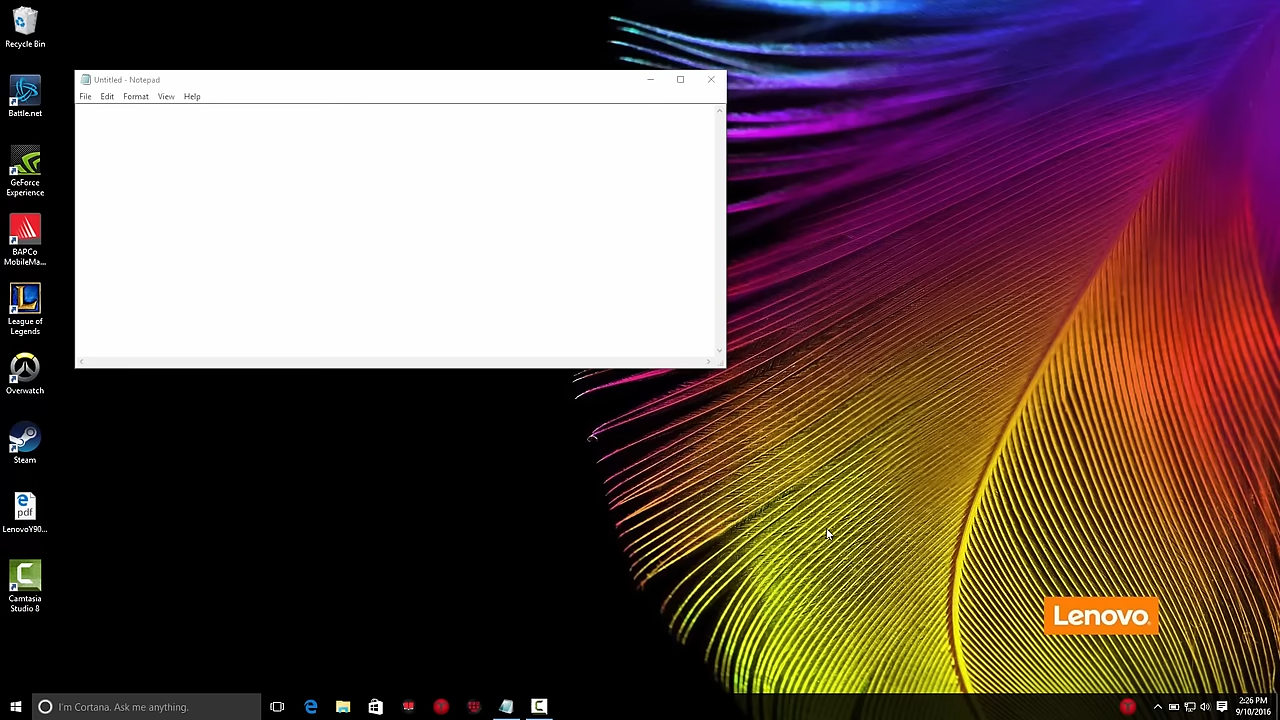 Recycle Bin
Untitled - Notepad
File Edit Format View Help
Battle.net
GeForce
Experience
BAPCo
MobileMa...
League of
Legends
Overwatch
Steam
pdf
LenovoY90...
Camtasia
Studio 8
Lenovo
I'm Cortana. Ask me anything.
2:26 PM
9/10/2016